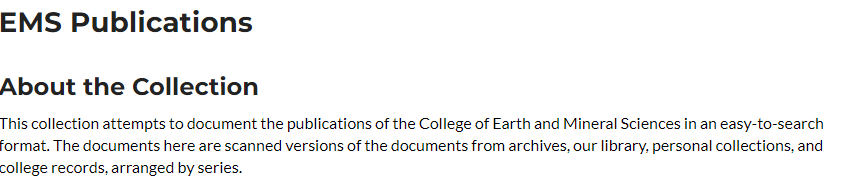 EMS Publications
About the Collection
This collection attempts to document the publications of the College of Earth and Mineral Sciences in an easy-to-search
format. The documents here are scanned versions of the documents from archives, our library, personal collections, and
college records, arranged by series.